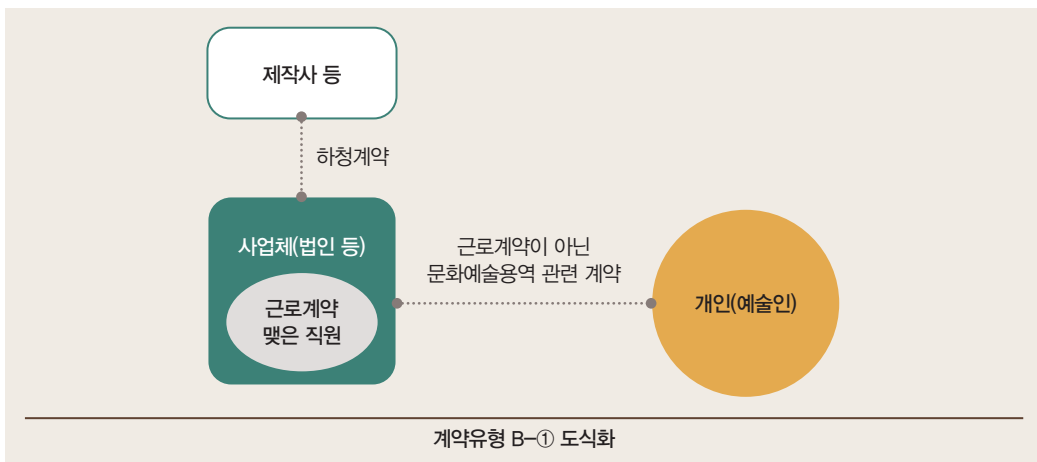 제작사 등
하청계약
사업체(법인 등)
근로계약
맺은 직원
근로계약이 아닌
문화예술용역 관련 계약
개인(예술인)
계약유형 B-① 도식화